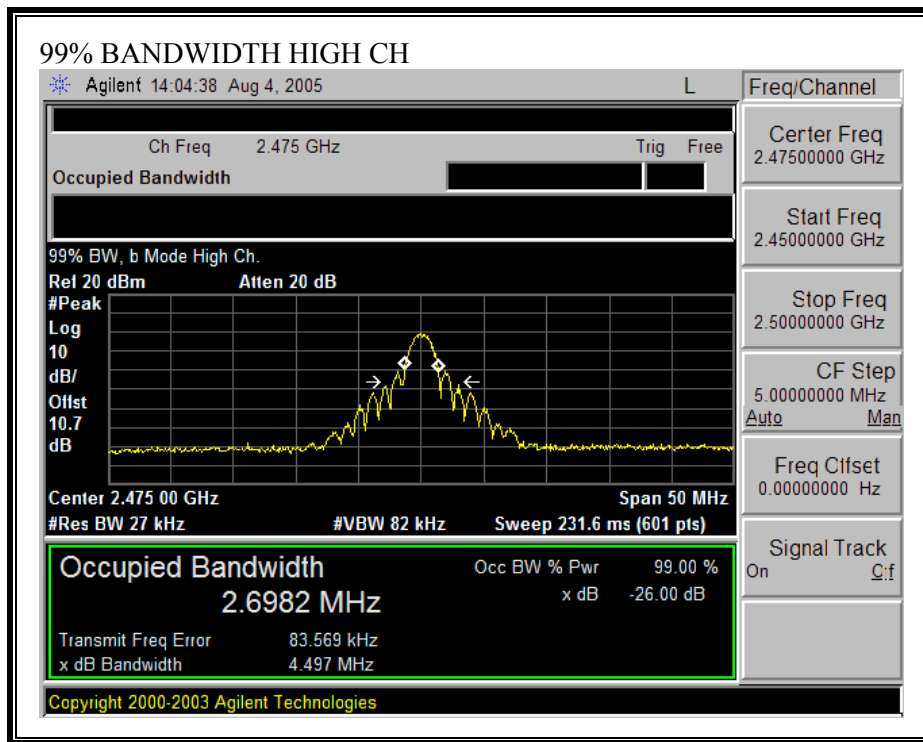 99% BANDWIDTH HIGH CH
Agilent 14:04:38 Aug 4, 2005 L
Freq/Channel
Ch Freq 2.475 GHz Trig Free
Occupied Bandwidth
Center Freq
2.47500000 GHz
Start Freq
2.45000000 GHz
Stop Freq
2.50000000 GHz
CF Step
5.00000000 MHz
Auto Man
Freq Offset
0.00000000 Hz
Signal Track
On Off
99% BW, b Mode High Ch.
Ref 20 dBm Atten 20 dB
#Peak
Log
10
dB/
Offst
10.7
dB
Center 2.475 00 GHz Span 50 MHz
#Res BW 27 kHz #VBW 82 kHz Sweep 231.6 ms (601 pts)
Occupied Bandwidth
2.6982 MHz
Occ BW % Pwr 99.00 %
x dB -26.00 dB
Transmit Freq Error 83.569 kHz
x dB Bandwidth 4.497 MHz
Copyright 2000-2003 Agilent Technologies